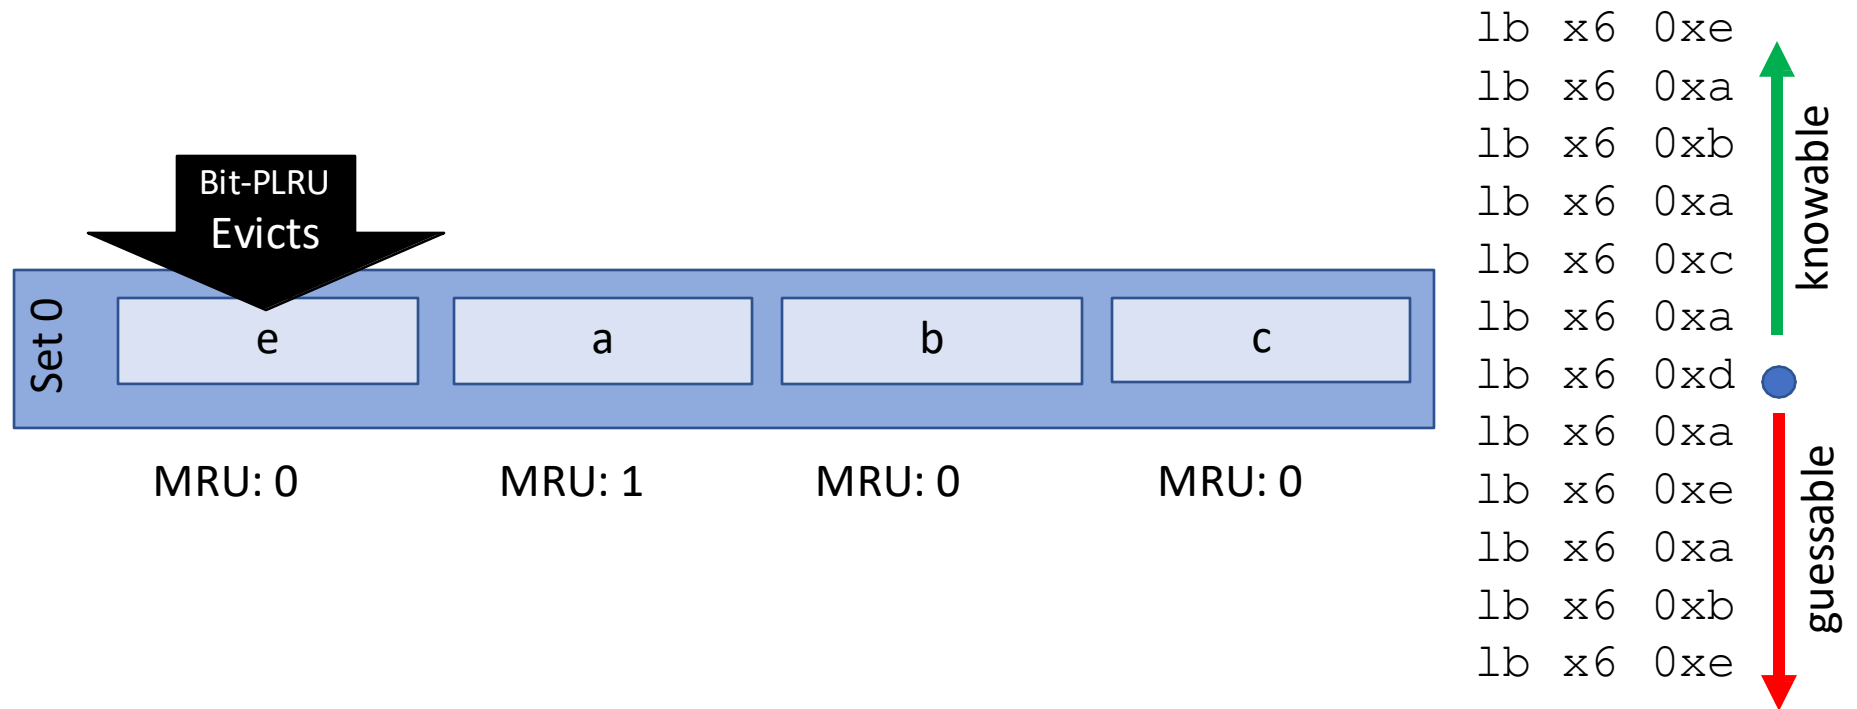 Bit-PLRU
Evicts
Set 0
e
a
b
c
MRU: 0
MRU: 1
MRU: 0
MRU: 0
lb x6 0xe
lb x6 0xa
lb x6 0xb
lb x6 0xa
lb x6 0xc
lb x6 0xa
lb x6 0xd
lb x6 0xa
lb x6 0xe
lb x6 0xa
lb x6 0xb
lb x6 0xe
knowable
guessable